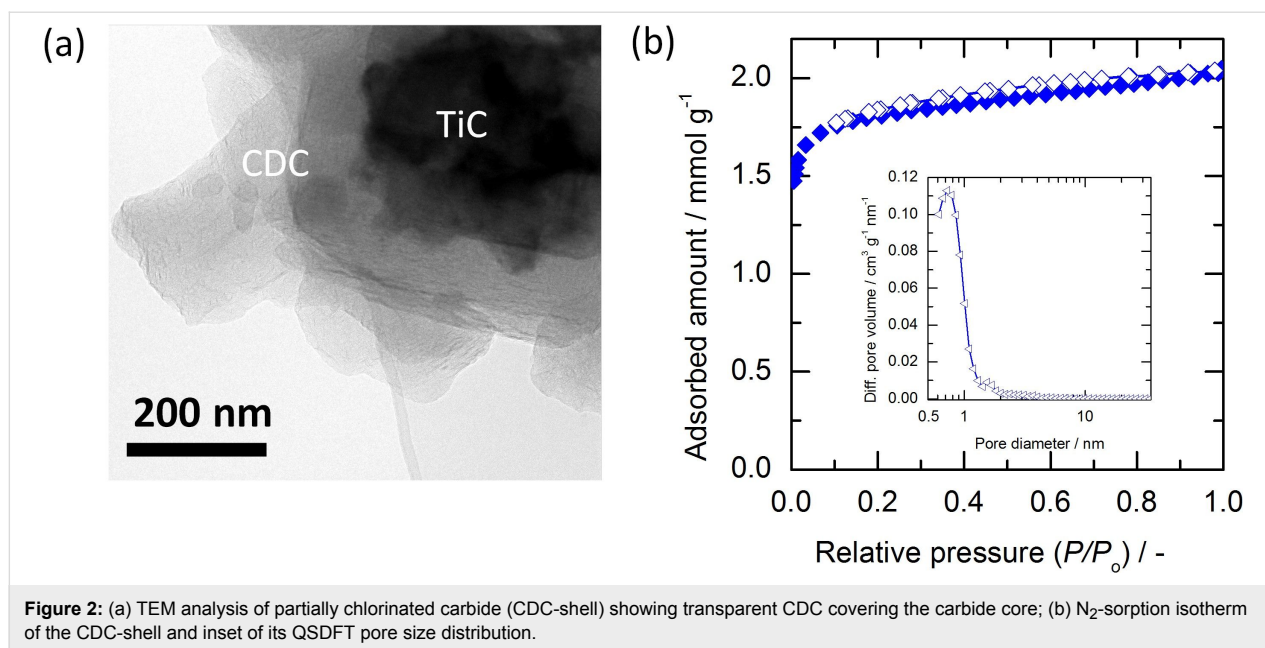 (a)
TiC
CDC
200 nm
(b)
2.0
1.5
1.0
0.5
0.0
Adsorbed amount / mmol g⁻¹
0.0 0.2 0.4 0.6 0.8 1.0
Relative pressure (P/Pₒ) / -
0.12
0.10
0.08
0.06
0.04
0.02
0.00
Diff. pore volume / cm³ g⁻¹ nm⁻¹
0.5 1 10
Pore diameter / nm
Figure 2: (a) TEM analysis of partially chlorinated carbide (CDC-shell) showing transparent CDC covering the carbide core; (b) N₂-sorption isotherm
of the CDC-shell and inset of its QSDFT pore size distribution.